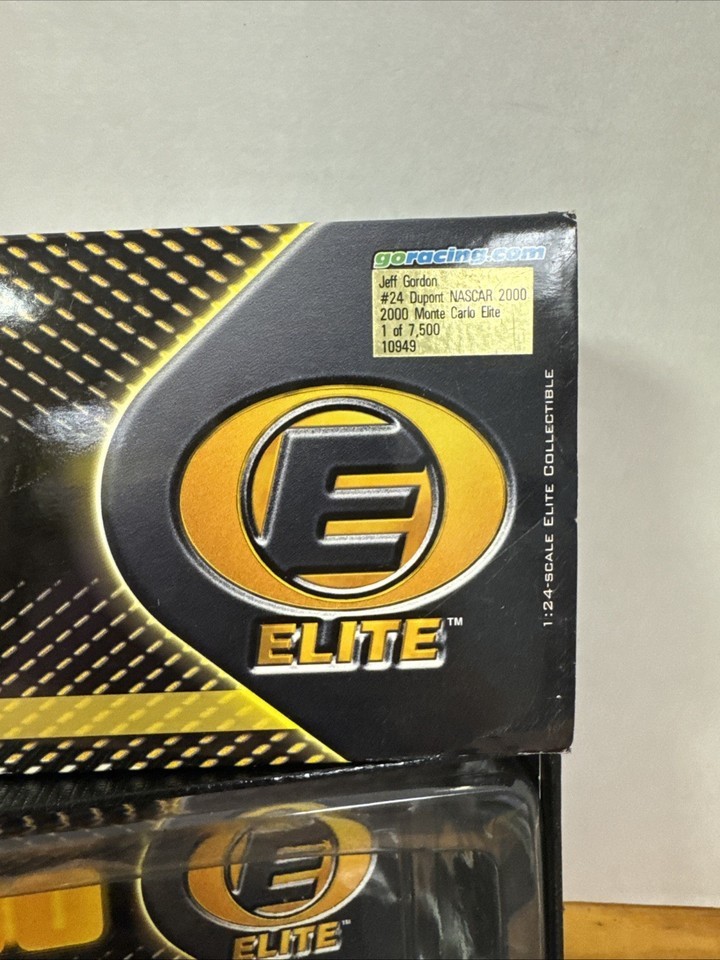 goracing.com
Jeff Gordon
#24 Dupont NASCAR 2000
2000 Monte Carlo Elite
1 of 7,500
10949
E
ELITE™
1:24-SCALE ELITE COLLECTIBLE
E
ELITE™